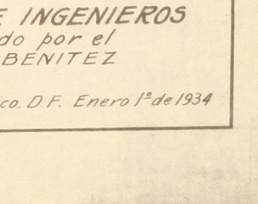 E INGENIEROS
do por el
BENITEZ
ico. D.F. Enero 1º de 1934